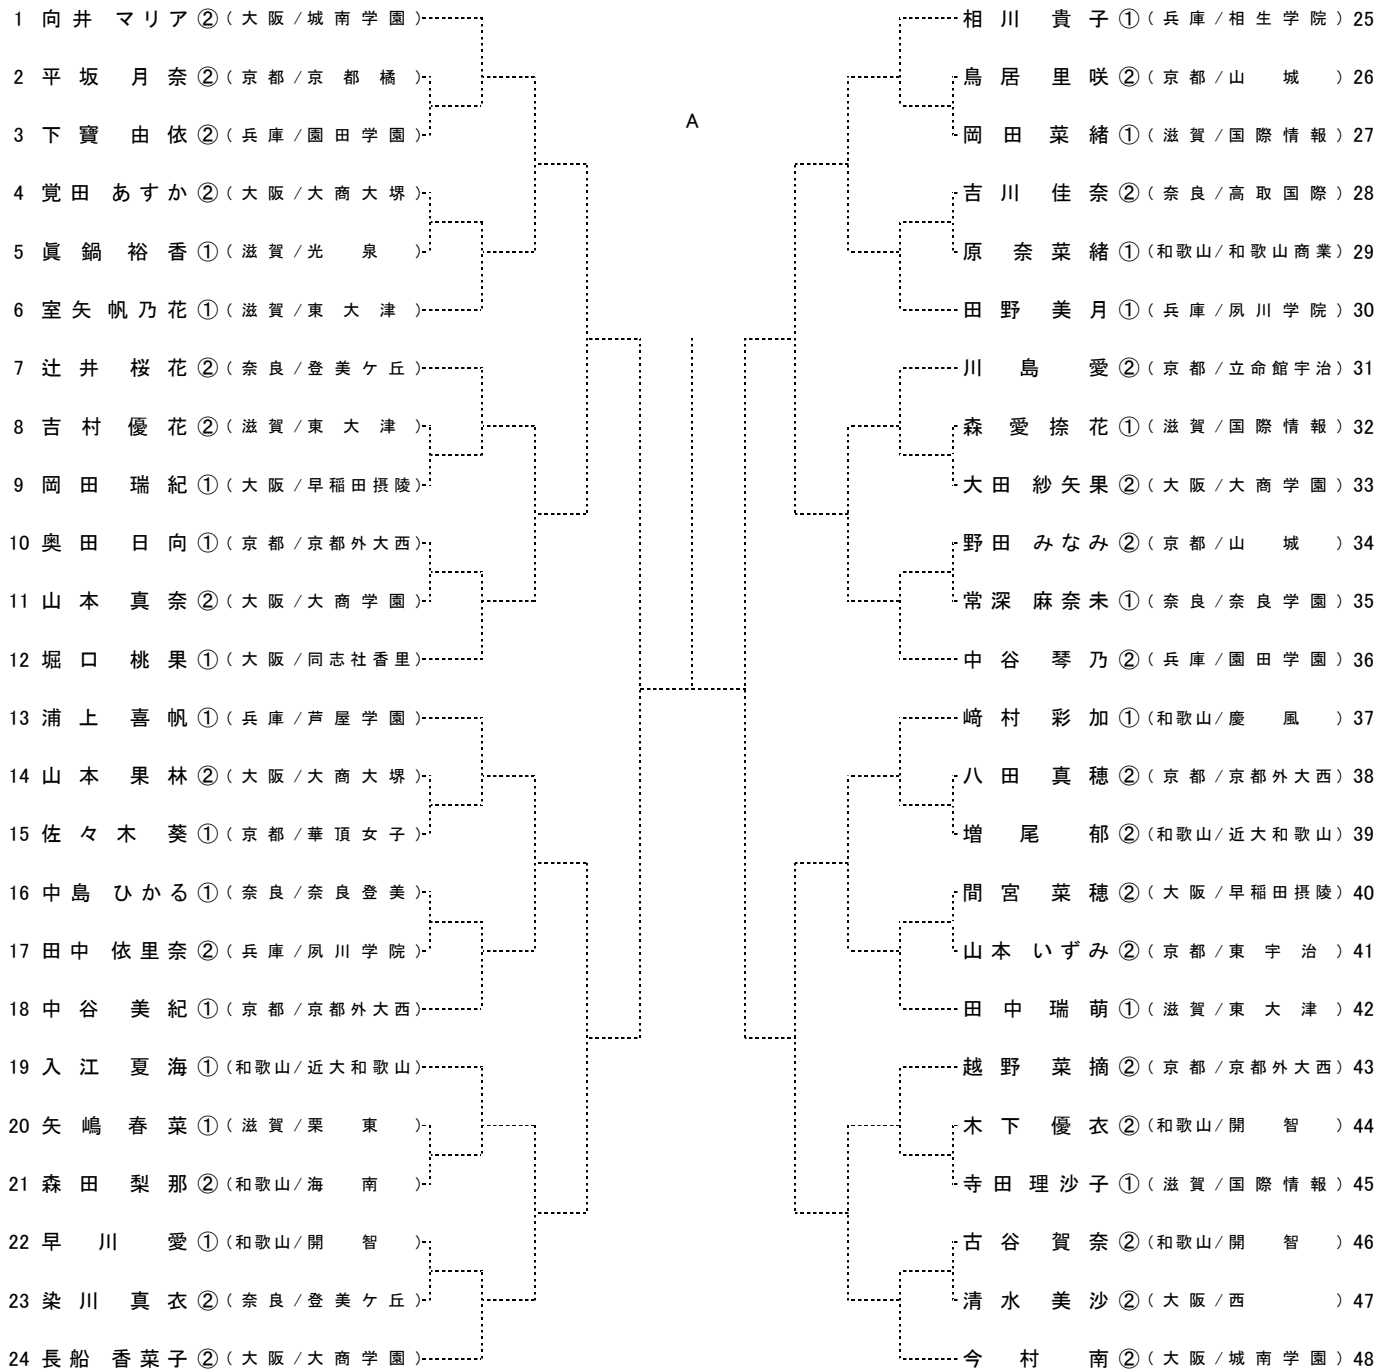 1 向井 マリア ② (大阪/城南学園)
2 平坂 月奈 ② (京都/京都橘)
3 下寶 由依 ② (兵庫/園田学園)
4 覚田 あすか ② (大阪/大商大堺)
5 眞鍋 裕香 ① (滋賀/光泉)
6 室矢 帆乃花 ① (滋賀/東大津)
7 辻井 桜花 ② (奈良/登美ケ丘)
8 吉村 優花 ② (滋賀/東大津)
9 岡田 瑞紀 ① (大阪/早稲田摂陵)
10 奥田 日向 ① (京都/京都外大西)
11 山本 真奈 ② (大阪/大商学園)
12 堀口 桃果 ① (大阪/同志社香里)
13 浦上 喜帆 ① (兵庫/芦屋学園)
14 山本 果林 ② (大阪/大商大堺)
15 佐々木 葵 ① (京都/華頂女子)
16 中島 ひかる ① (奈良/奈良登美)
17 田中 依里奈 ② (兵庫/夙川学院)
18 中谷 美紀 ① (京都/京都外大西)
19 入江 夏海 ① (和歌山/近大和歌山)
20 矢嶋 春菜 ① (滋賀/栗東)
21 森田 梨那 ② (和歌山/海南)
22 早川 愛 ① (和歌山/開智)
23 染川 真衣 ② (奈良/登美ケ丘)
24 長船 香菜子 ② (大阪/大商学園)
A
相川 貴子 ① (兵庫/相生学院) 25
鳥居 里咲 ② (京都/山城) 26
岡田 菜緒 ① (滋賀/国際情報) 27
吉川 佳奈 ② (奈良/高取国際) 28
原 奈菜緒 ① (和歌山/和歌山商業) 29
田野 美月 ① (兵庫/夙川学院) 30
川島 愛 ② (京都/立命館宇治) 31
森 愛捺花 ① (滋賀/国際情報) 32
大田 紗矢果 ② (大阪/大商学園) 33
野田 みなみ ② (京都/山城) 34
常深 麻奈未 ① (奈良/奈良学園) 35
中谷 琴乃 ② (兵庫/園田学園) 36
﨑村 彩加 ① (和歌山/慶風) 37
八田 真穂 ② (京都/京都外大西) 38
増尾 郁 ② (和歌山/近大和歌山) 39
間宮 菜穂 ② (大阪/早稲田摂陵) 40
山本 いずみ ② (京都/東宇治) 41
田中 瑞萌 ① (滋賀/東大津) 42
越野 菜摘 ② (京都/京都外大西) 43
木下 優衣 ② (和歌山/開智) 44
寺田 理沙子 ① (滋賀/国際情報) 45
古谷 賀奈 ② (和歌山/開智) 46
清水 美沙 ② (大阪/西) 47
今村 南 ② (大阪/城南学園) 48